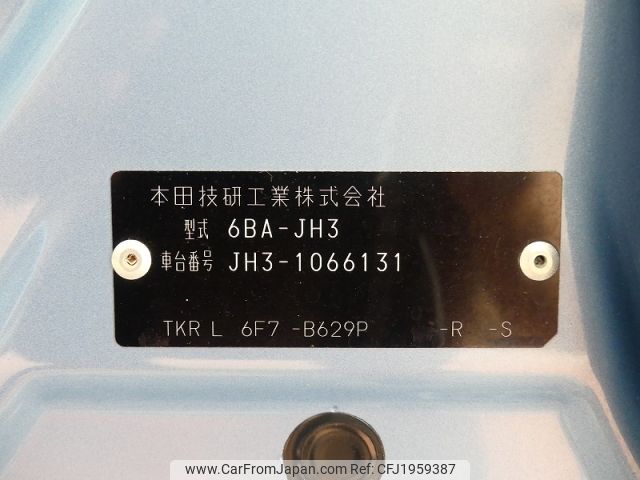 本田技研工業株式会社
型式 6BA-JH3
車台番号 JH3-1066131
TKR L 6F7 -B629P -R -S
www.CarFromJapan.com - CFJ1959387